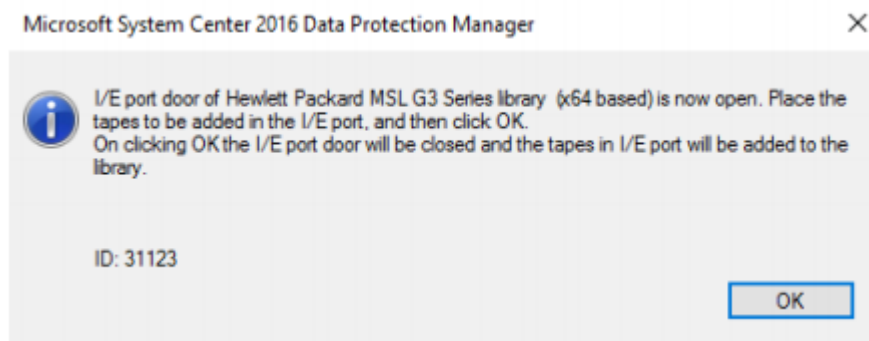 Microsoft System Center 2016 Data Protection Manager
I/E port door of Hewlett Packard MSL G3 Series library (x64 based) is now open. Place the
tapes to be added in the I/E port, and then click OK.
On clicking OK the I/E port door will be closed and the tapes in I/E port will be added to the
library.
ID: 31123
OK